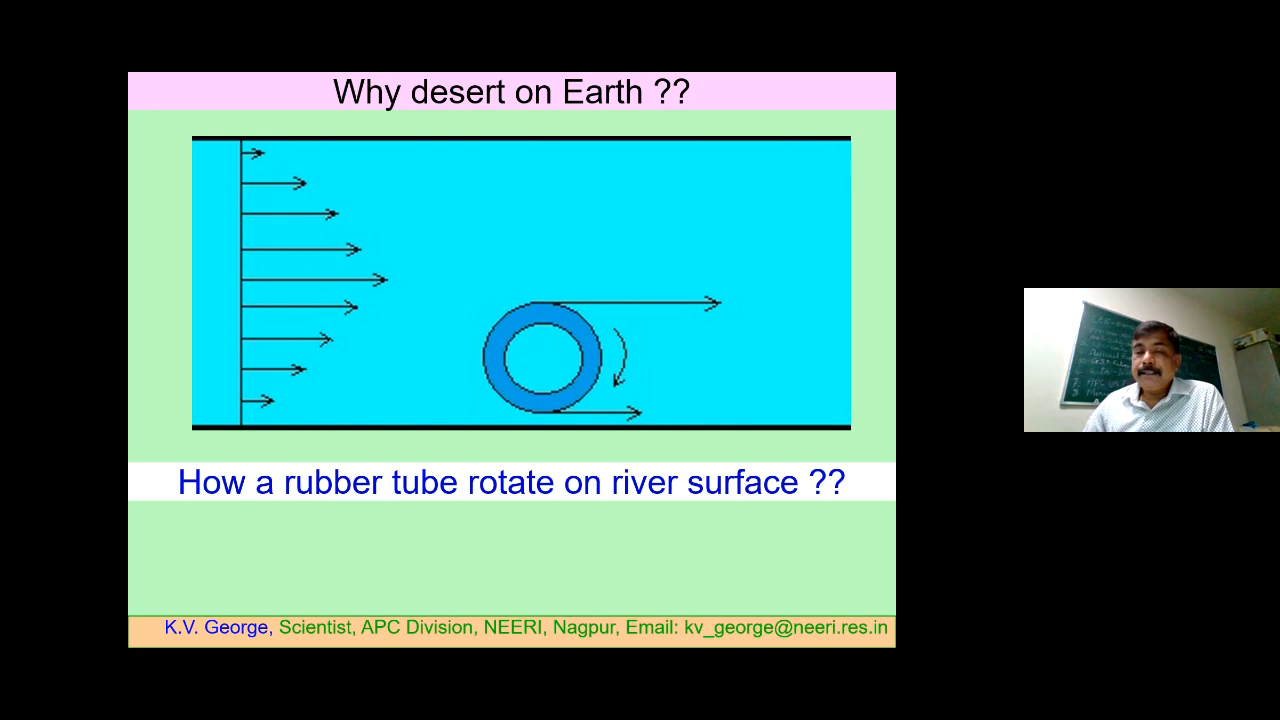 Why desert on Earth ??
How a rubber tube rotate on river surface ??
K.V. George, Scientist, APC Division, NEERI, Nagpur, Email: kv_george@neeri.res.in